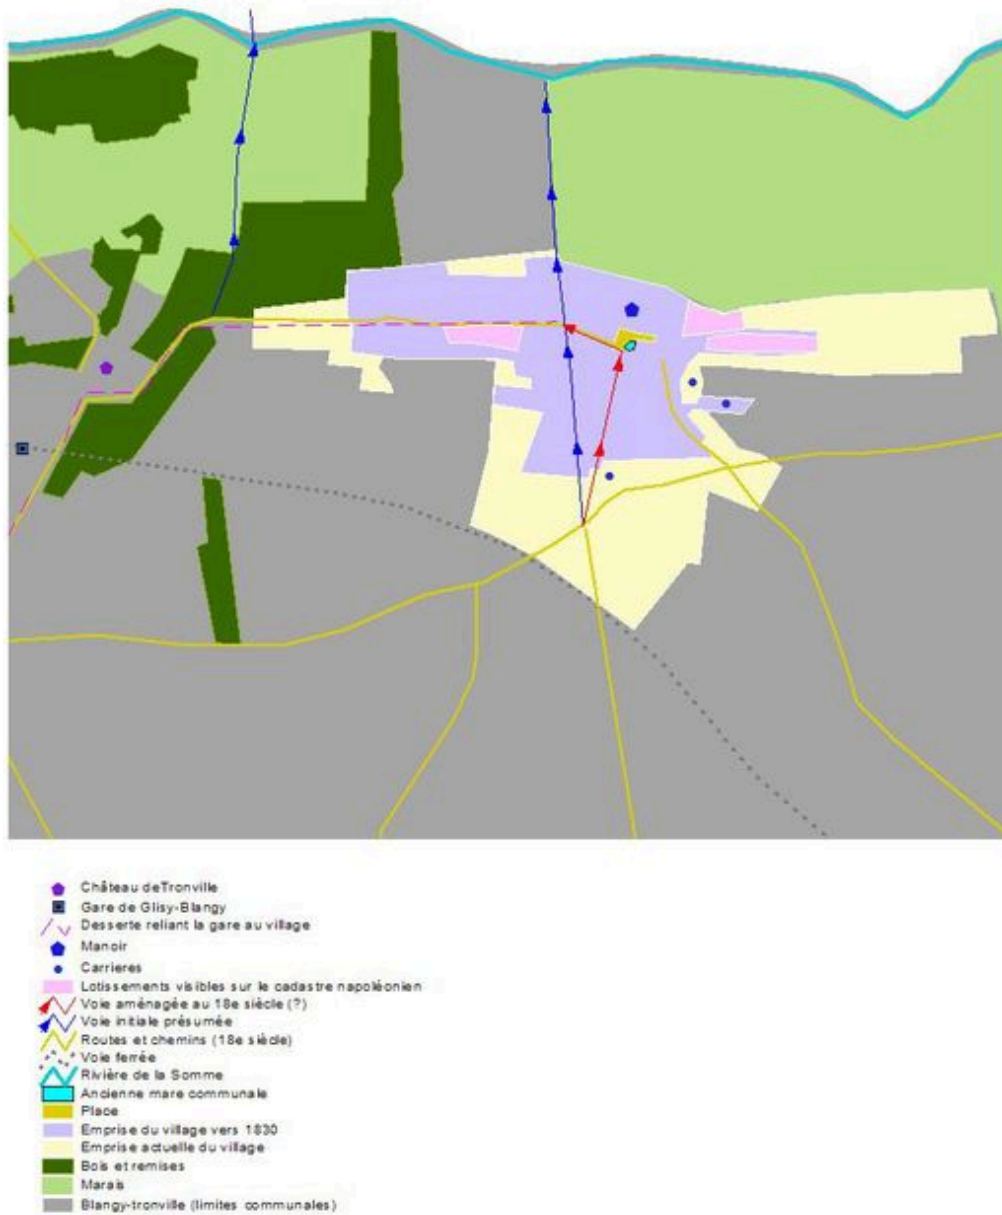 Château deTronville
Gare de Glisy-Blangy
Desserte reliant la gare au village
Manoir
Carrieres
Lotissements visibles sur le cadastre napoléonien
Voie aménagée au 18e siècle (?)
Voie initiale présumée
Routes et chemins (18e siècle)
Voie ferrée
Rivière de la Somme
Ancienne mare communale
Place
Emprise du village vers 1830
Emprise actuelle du village
Bois et remises
Marais
Blangy-tronville (limites communales)